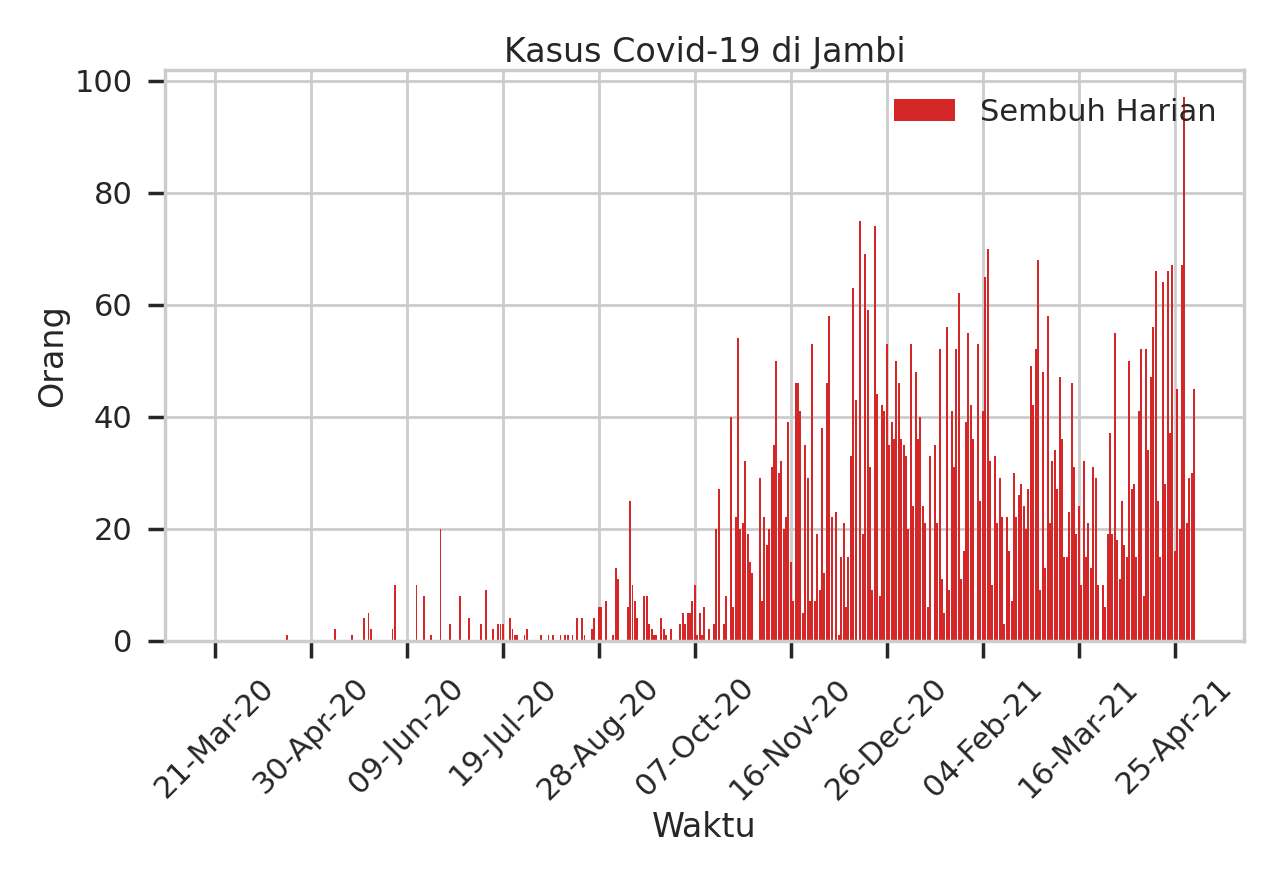 Kasus Covid-19 di Jambi
Sembuh Harian
Orang
100
80
60
40
20
0
21-Mar-20
30-Apr-20
09-Jun-20
19-Jul-20
28-Aug-20
07-Oct-20
16-Nov-20
26-Dec-20
04-Feb-21
16-Mar-21
25-Apr-21
Waktu